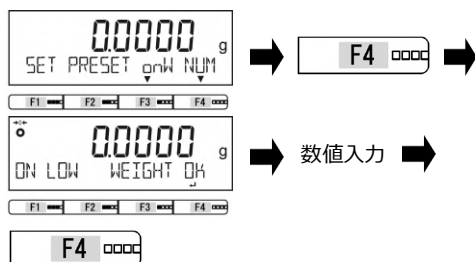 0.0000 g
SET PRESET onW NUM
F4
F1 F2 F3 F4
0.0000 g
ON LOW WEIGHT OK
数値入力
F1 F2 F3 F4
F4